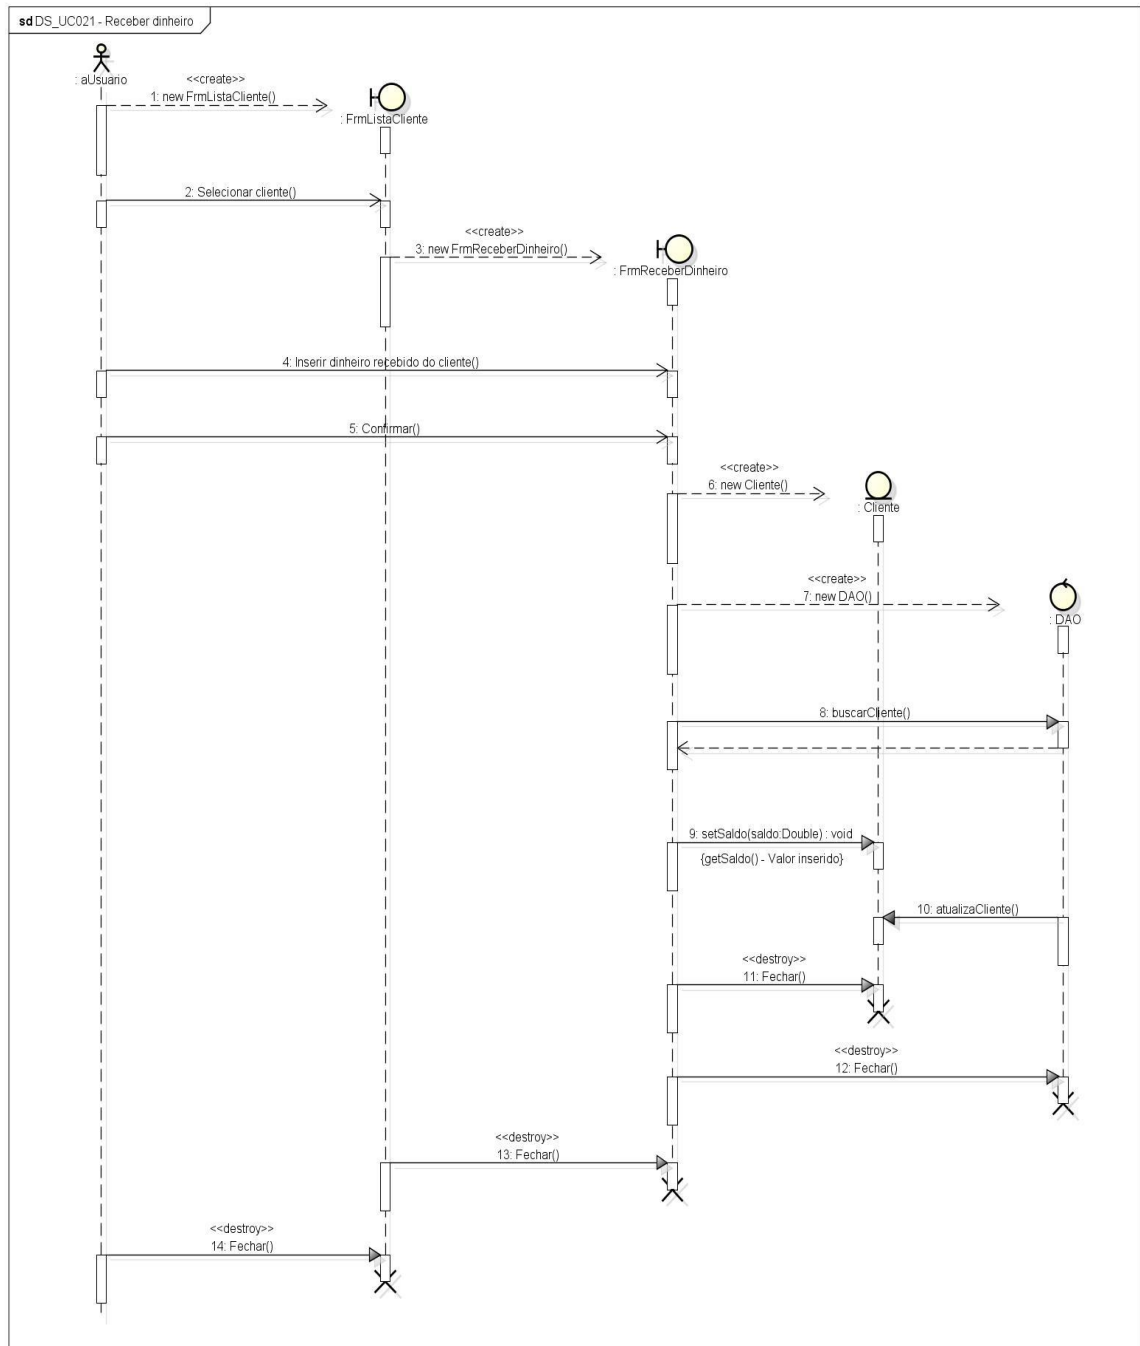 sd DS_UC021 - Receber dinheiro
: aUsuario
<<create>>
1: new FrmListaCliente()
: FrmListaCliente
2: Selecionar cliente()
<<create>>
3: new FrmReceberDinheiro()
: FrmReceberDinheiro
4: Inserir dinheiro recebido do cliente()
5: Confirmar()
<<create>>
6: new Cliente()
: Cliente
<<create>>
7: new DAO()
: DAO
8: buscarCliente()
9: setSaldo(saldo:Double) : void
{getSaldo() - Valor inserido}
10: atualizaCliente()
<<destroy>>
11: Fechar()
<<destroy>>
12: Fechar()
<<destroy>>
13: Fechar()
<<destroy>>
14: Fechar()